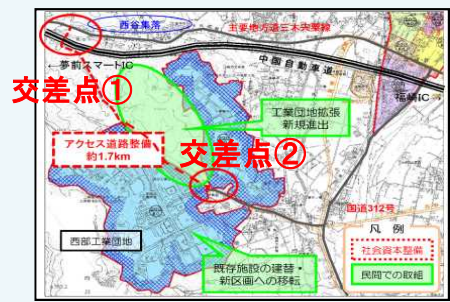 西谷集落
主要地方道三木宍粟線
←夢前スマートIC
中国自動車道
交差点①
福崎IC→
工業団地拡張
新規進出
アクセス道路整備
約1.7km
交差点②
国道312号
西部工業団地
既存施設の建替・
新区画への移転
凡 例
社会資本整備
民間での取組